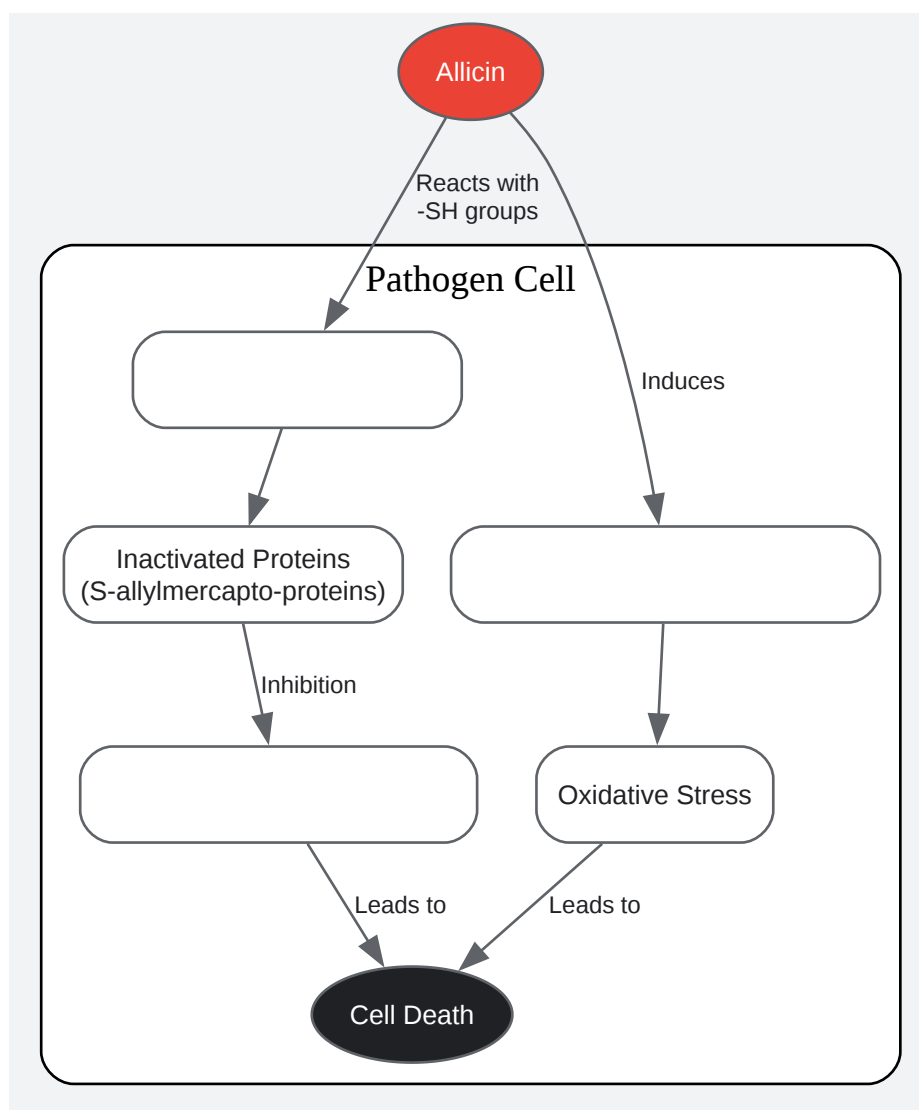 Allicin
Reacts with
-SH groups
Pathogen Cell
Induces
Inactivated Proteins
(S-allylmercapto-proteins)
Inhibition
Oxidative Stress
Leads to
Leads to
Cell Death